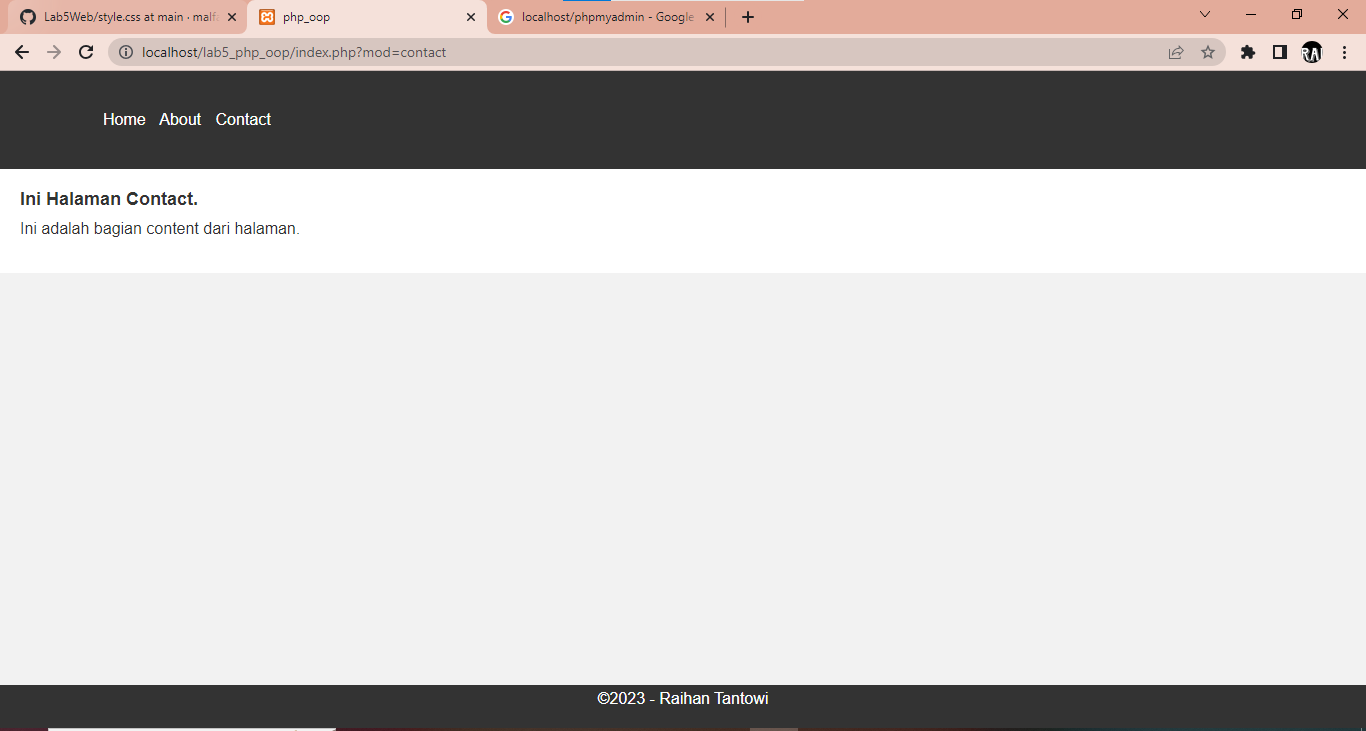 Lab5Web/style.css at main · malf
php_oop
localhost/phpmyadmin - Google
localhost/lab5_php_oop/index.php?mod=contact
RAI
Home About Contact
Ini Halaman Contact.
Ini adalah bagian content dari halaman.
©2023 - Raihan Tantowi